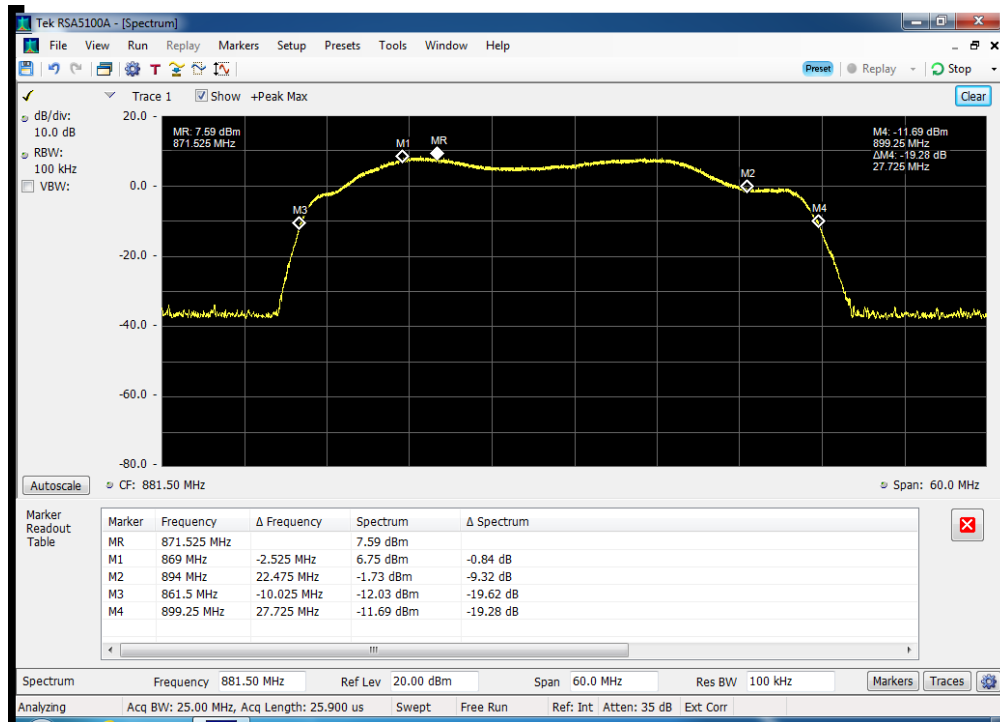 Tek RSA5100A - [Spectrum]
File View Run Replay Markers Setup Presets Tools Window Help
T Preset Replay Stop
Trace 1 Show +Peak Max Clear
dB/div:
10.0 dB
RBW:
100 kHz
VBW:
20.0
0.0
-20.0
-40.0
-60.0
-80.0
MR: 7.59 dBm
871.525 MHz
M4: -11.69 dBm
899.25 MHz
ΔM4: -19.28 dB
27.725 MHz
M1 MR
M2
M3 M4
Autoscale CF: 881.50 MHz Span: 60.0 MHz
Marker
Readout
Table
Marker Frequency Δ Frequency Spectrum Δ Spectrum
MR 871.525 MHz 7.59 dBm
M1 869 MHz -2.525 MHz 6.75 dBm -0.84 dB
M2 894 MHz 22.475 MHz -1.73 dBm -9.32 dB
M3 861.5 MHz -10.025 MHz -12.03 dBm -19.62 dB
M4 899.25 MHz 27.725 MHz -11.69 dBm -19.28 dB
Spectrum Frequency 881.50 MHz Ref Lev 20.00 dBm Span 60.0 MHz Res BW 100 kHz Markers Traces
Analyzing Acq BW: 25.00 MHz, Acq Length: 25.900 us Swept Free Run Ref: Int Atten: 35 dB Ext Corr